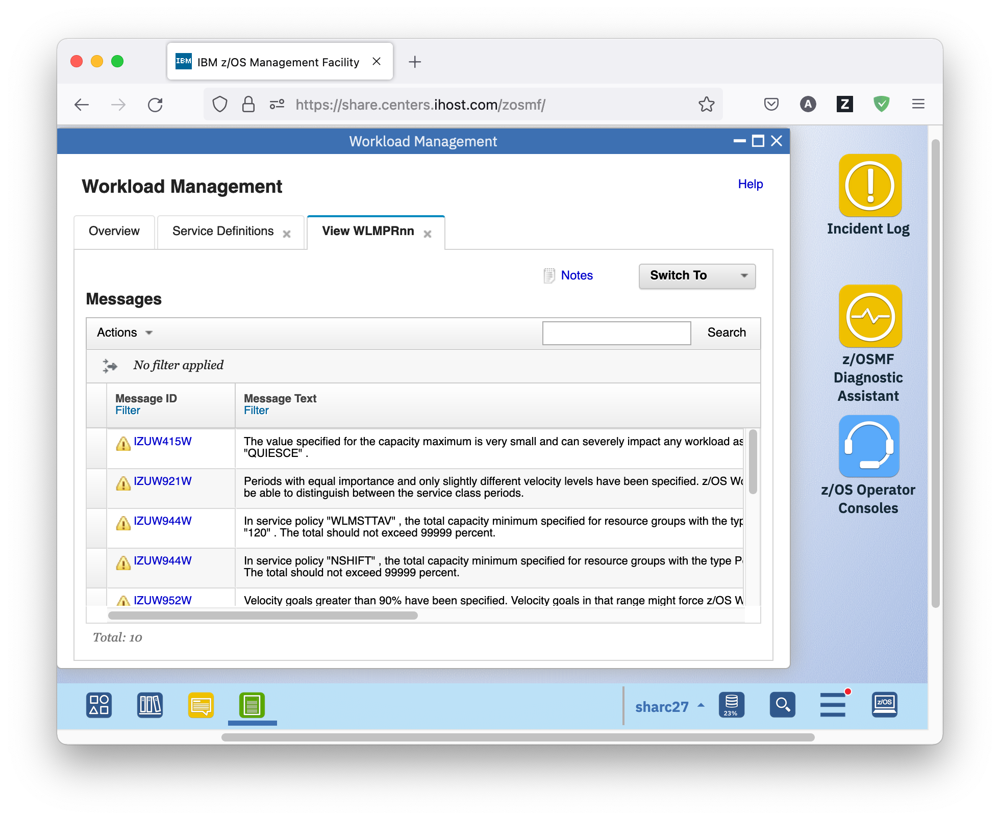 IBM IBM z/OS Management Facility
https://share.centers.ihost.com/zosmf/
A
Z
Workload Management
Workload Management
Help
Overview
Service Definitions
View WLMPRnn
Notes
Switch To
Messages
Actions
Search
No filter applied
Message ID
Filter
Message Text
Filter
IZUW415W
The value specified for the capacity maximum is very small and can severely impact any workload as
"QUIESCE" .
IZUW921W
Periods with equal importance and only slightly different velocity levels have been specified. z/OS Wo
be able to distinguish between the service class periods.
IZUW944W
In service policy "WLMSTTAV" , the total capacity minimum specified for resource groups with the typ
"120" . The total should not exceed 99999 percent.
IZUW944W
In service policy "NSHIFT" , the total capacity minimum specified for resource groups with the type P
The total should not exceed 99999 percent.
IZUW952W
Velocity goals greater than 90% have been specified. Velocity goals in that range might force z/OS W
Total: 10
Incident Log
z/OSMF
Diagnostic
Assistant
z/OS Operator
Consoles
sharc27
23%
z/OS